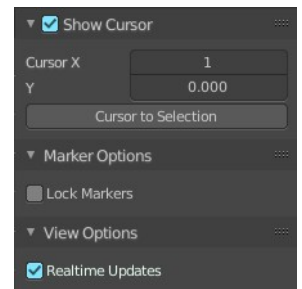 Show Cursor
Cursor X 1
Y 0.000
Cursor to Selection
Marker Options
Lock Markers
View Options
Realtime Updates